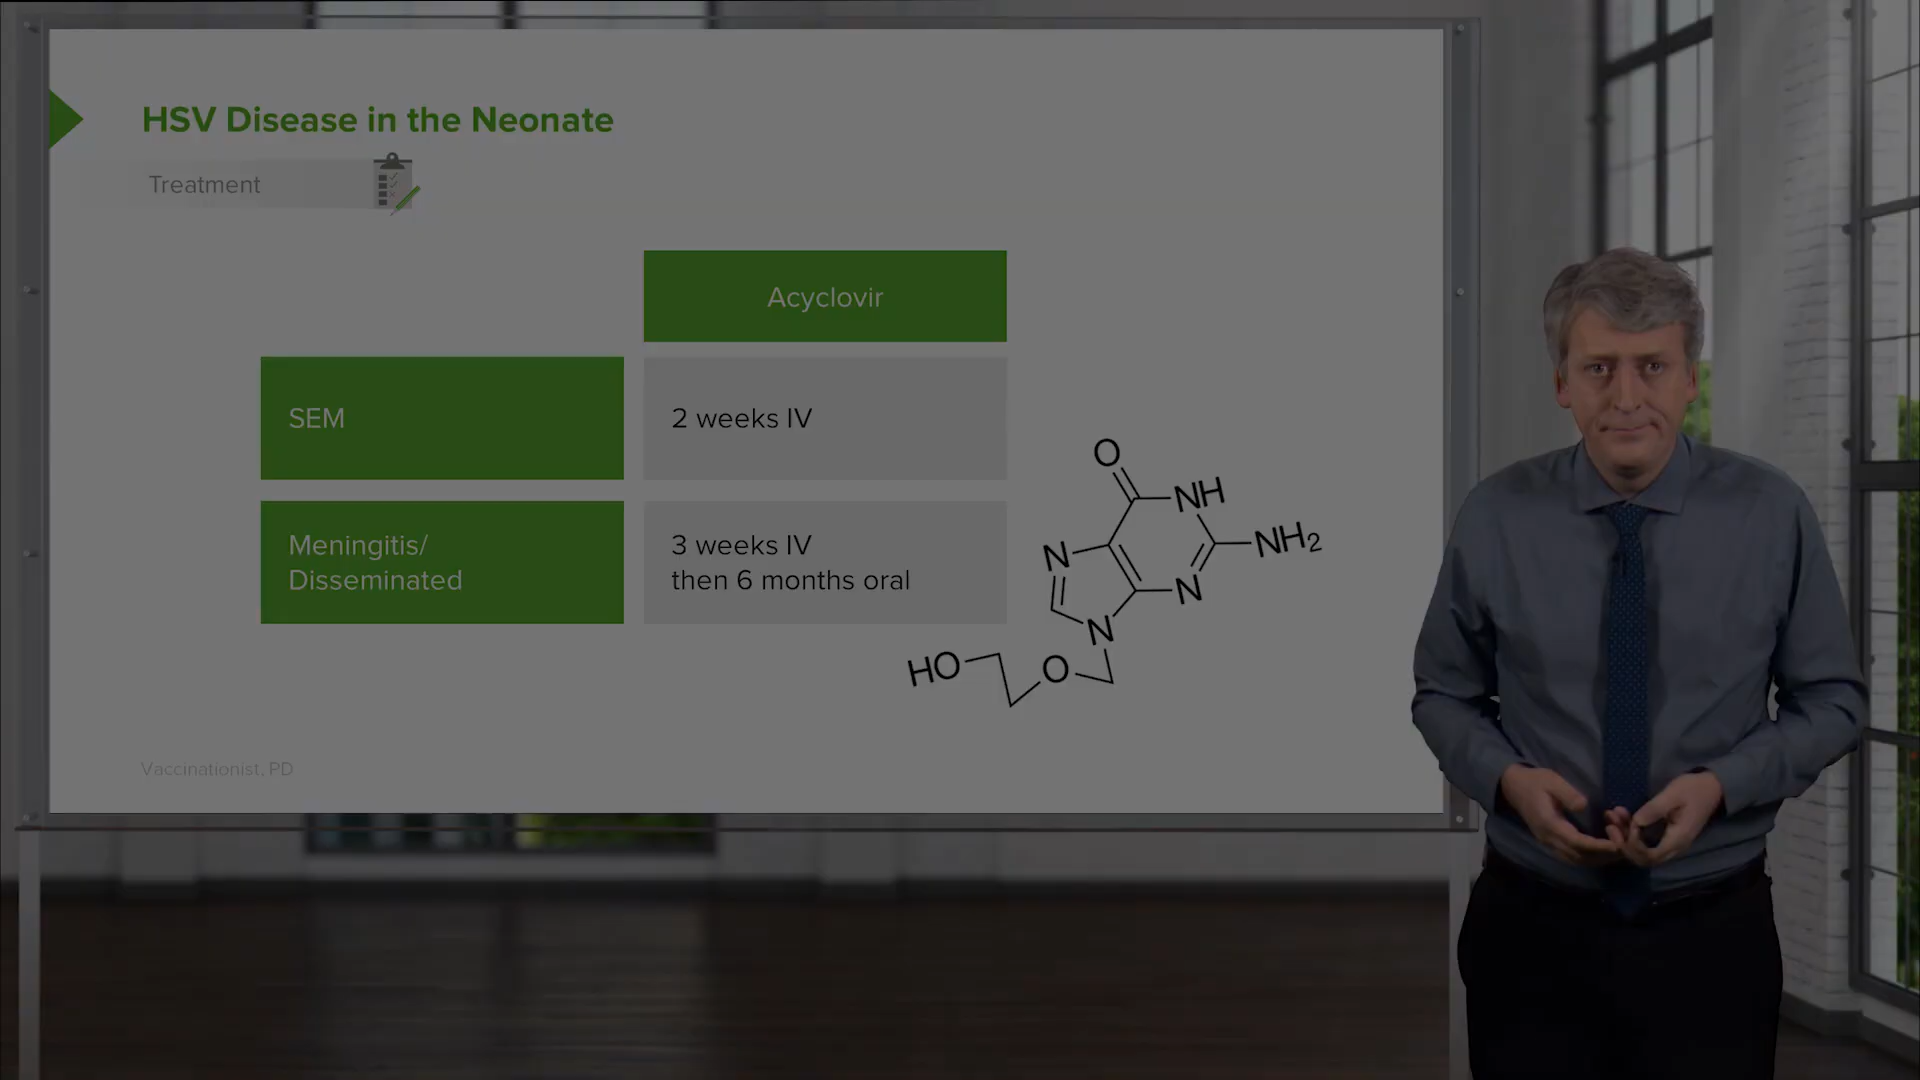 HSV Disease in the Neonate
Treatment
Acyclovir
SEM
2 weeks IV
Meningitis/
Disseminated
3 weeks IV
then 6 months oral
O
NH
N
NH₂
N
N
HO
O
Vaccinationist, PD